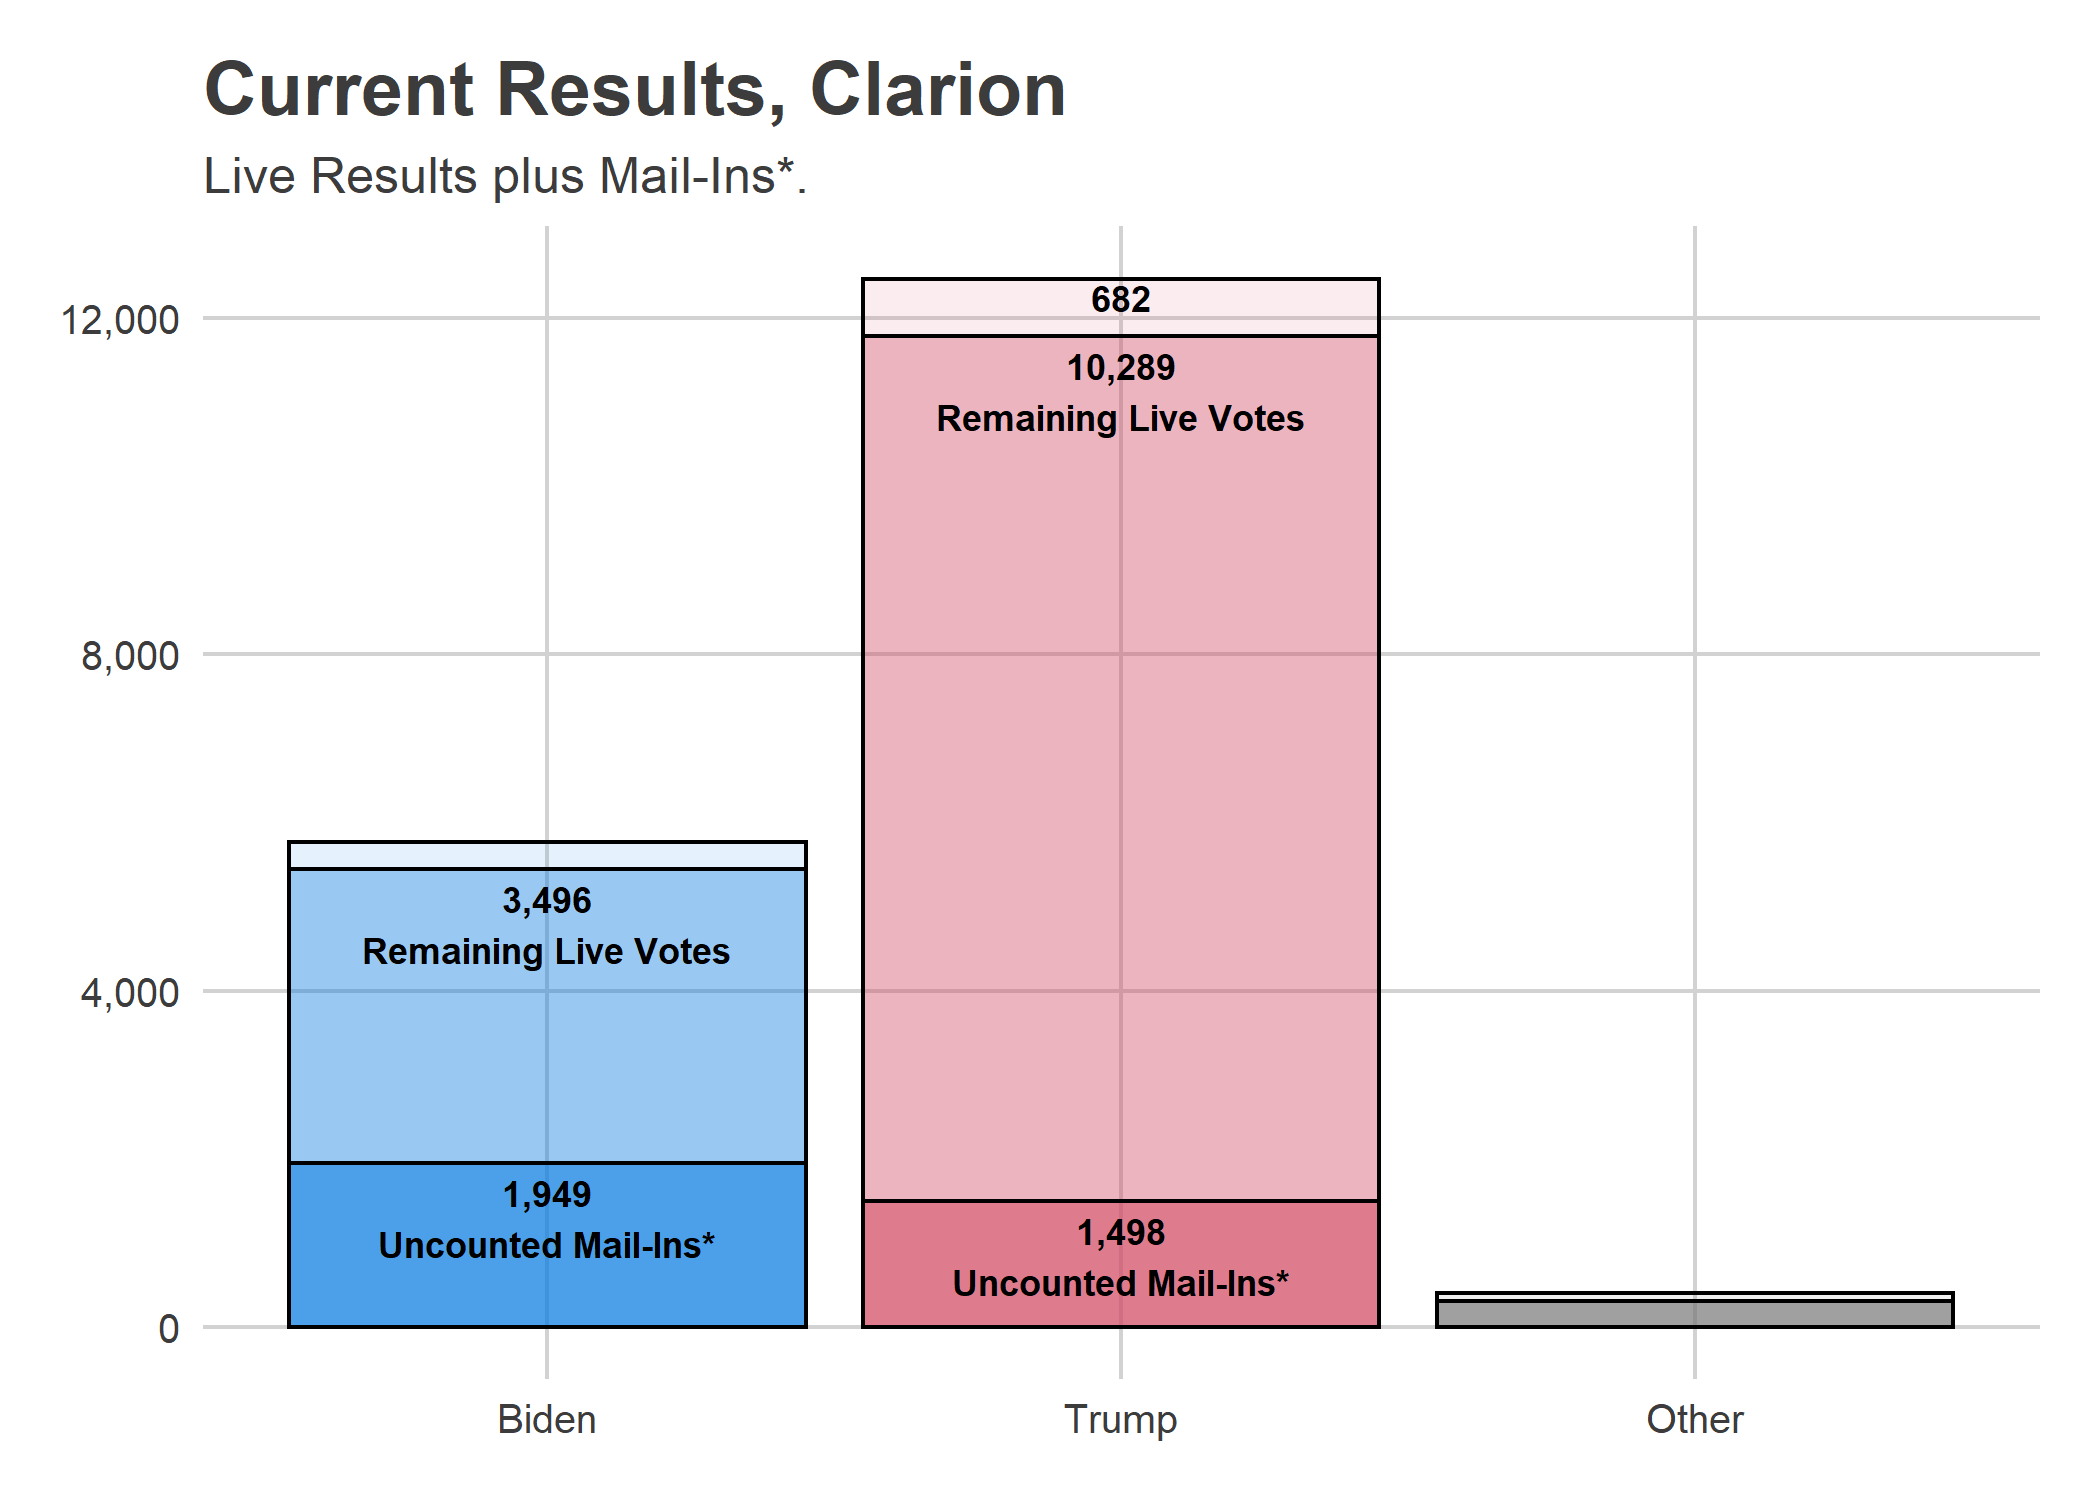 Current Results, Clarion
Live Results plus Mail-Ins*.
12,000
8,000
4,000
0
3,496
Remaining Live Votes
1,949
Uncounted Mail-Ins*
682
10,289
Remaining Live Votes
1,498
Uncounted Mail-Ins*
Biden
Trump
Other